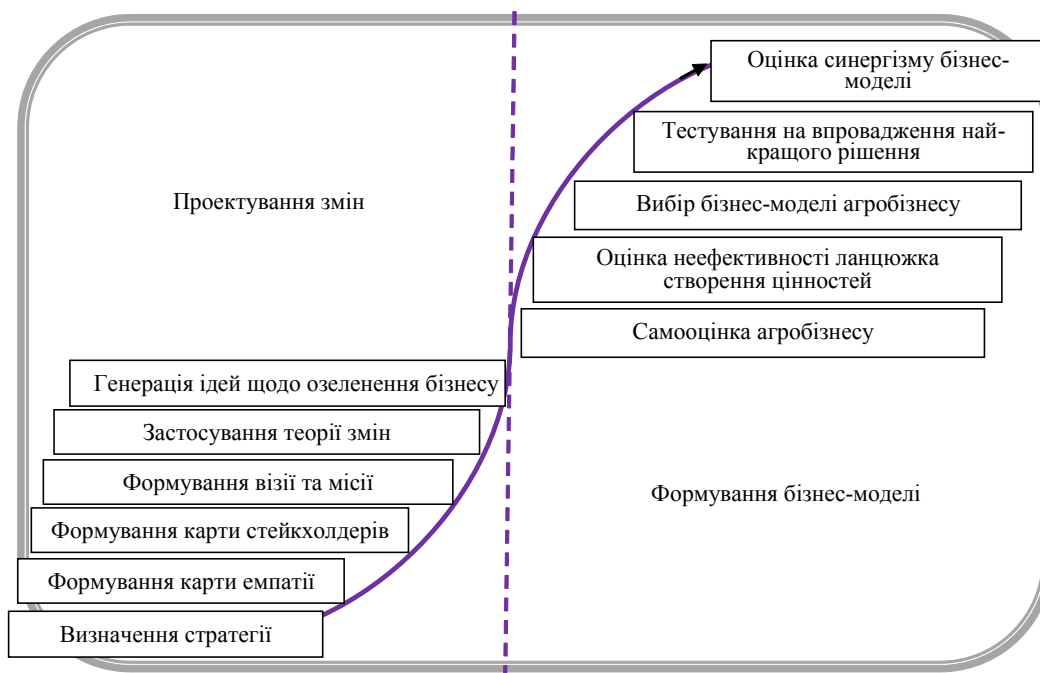 Оцінка синергізму бізнес-
моделі
Тестування на впровадження най-
кращого рішення
Проектування змін
Вибір бізнес-моделі агробізнесу
Оцінка неефективності ланцюжка
створення цінностей
Самооцінка агробізнесу
Генерація ідей щодо озеленення бізнесу
Застосування теорії змін
Формування візії та місії
Формування бізнес-моделі
Формування карти стейкхолдерів
Формування карти емпатії
Визначення стратегії